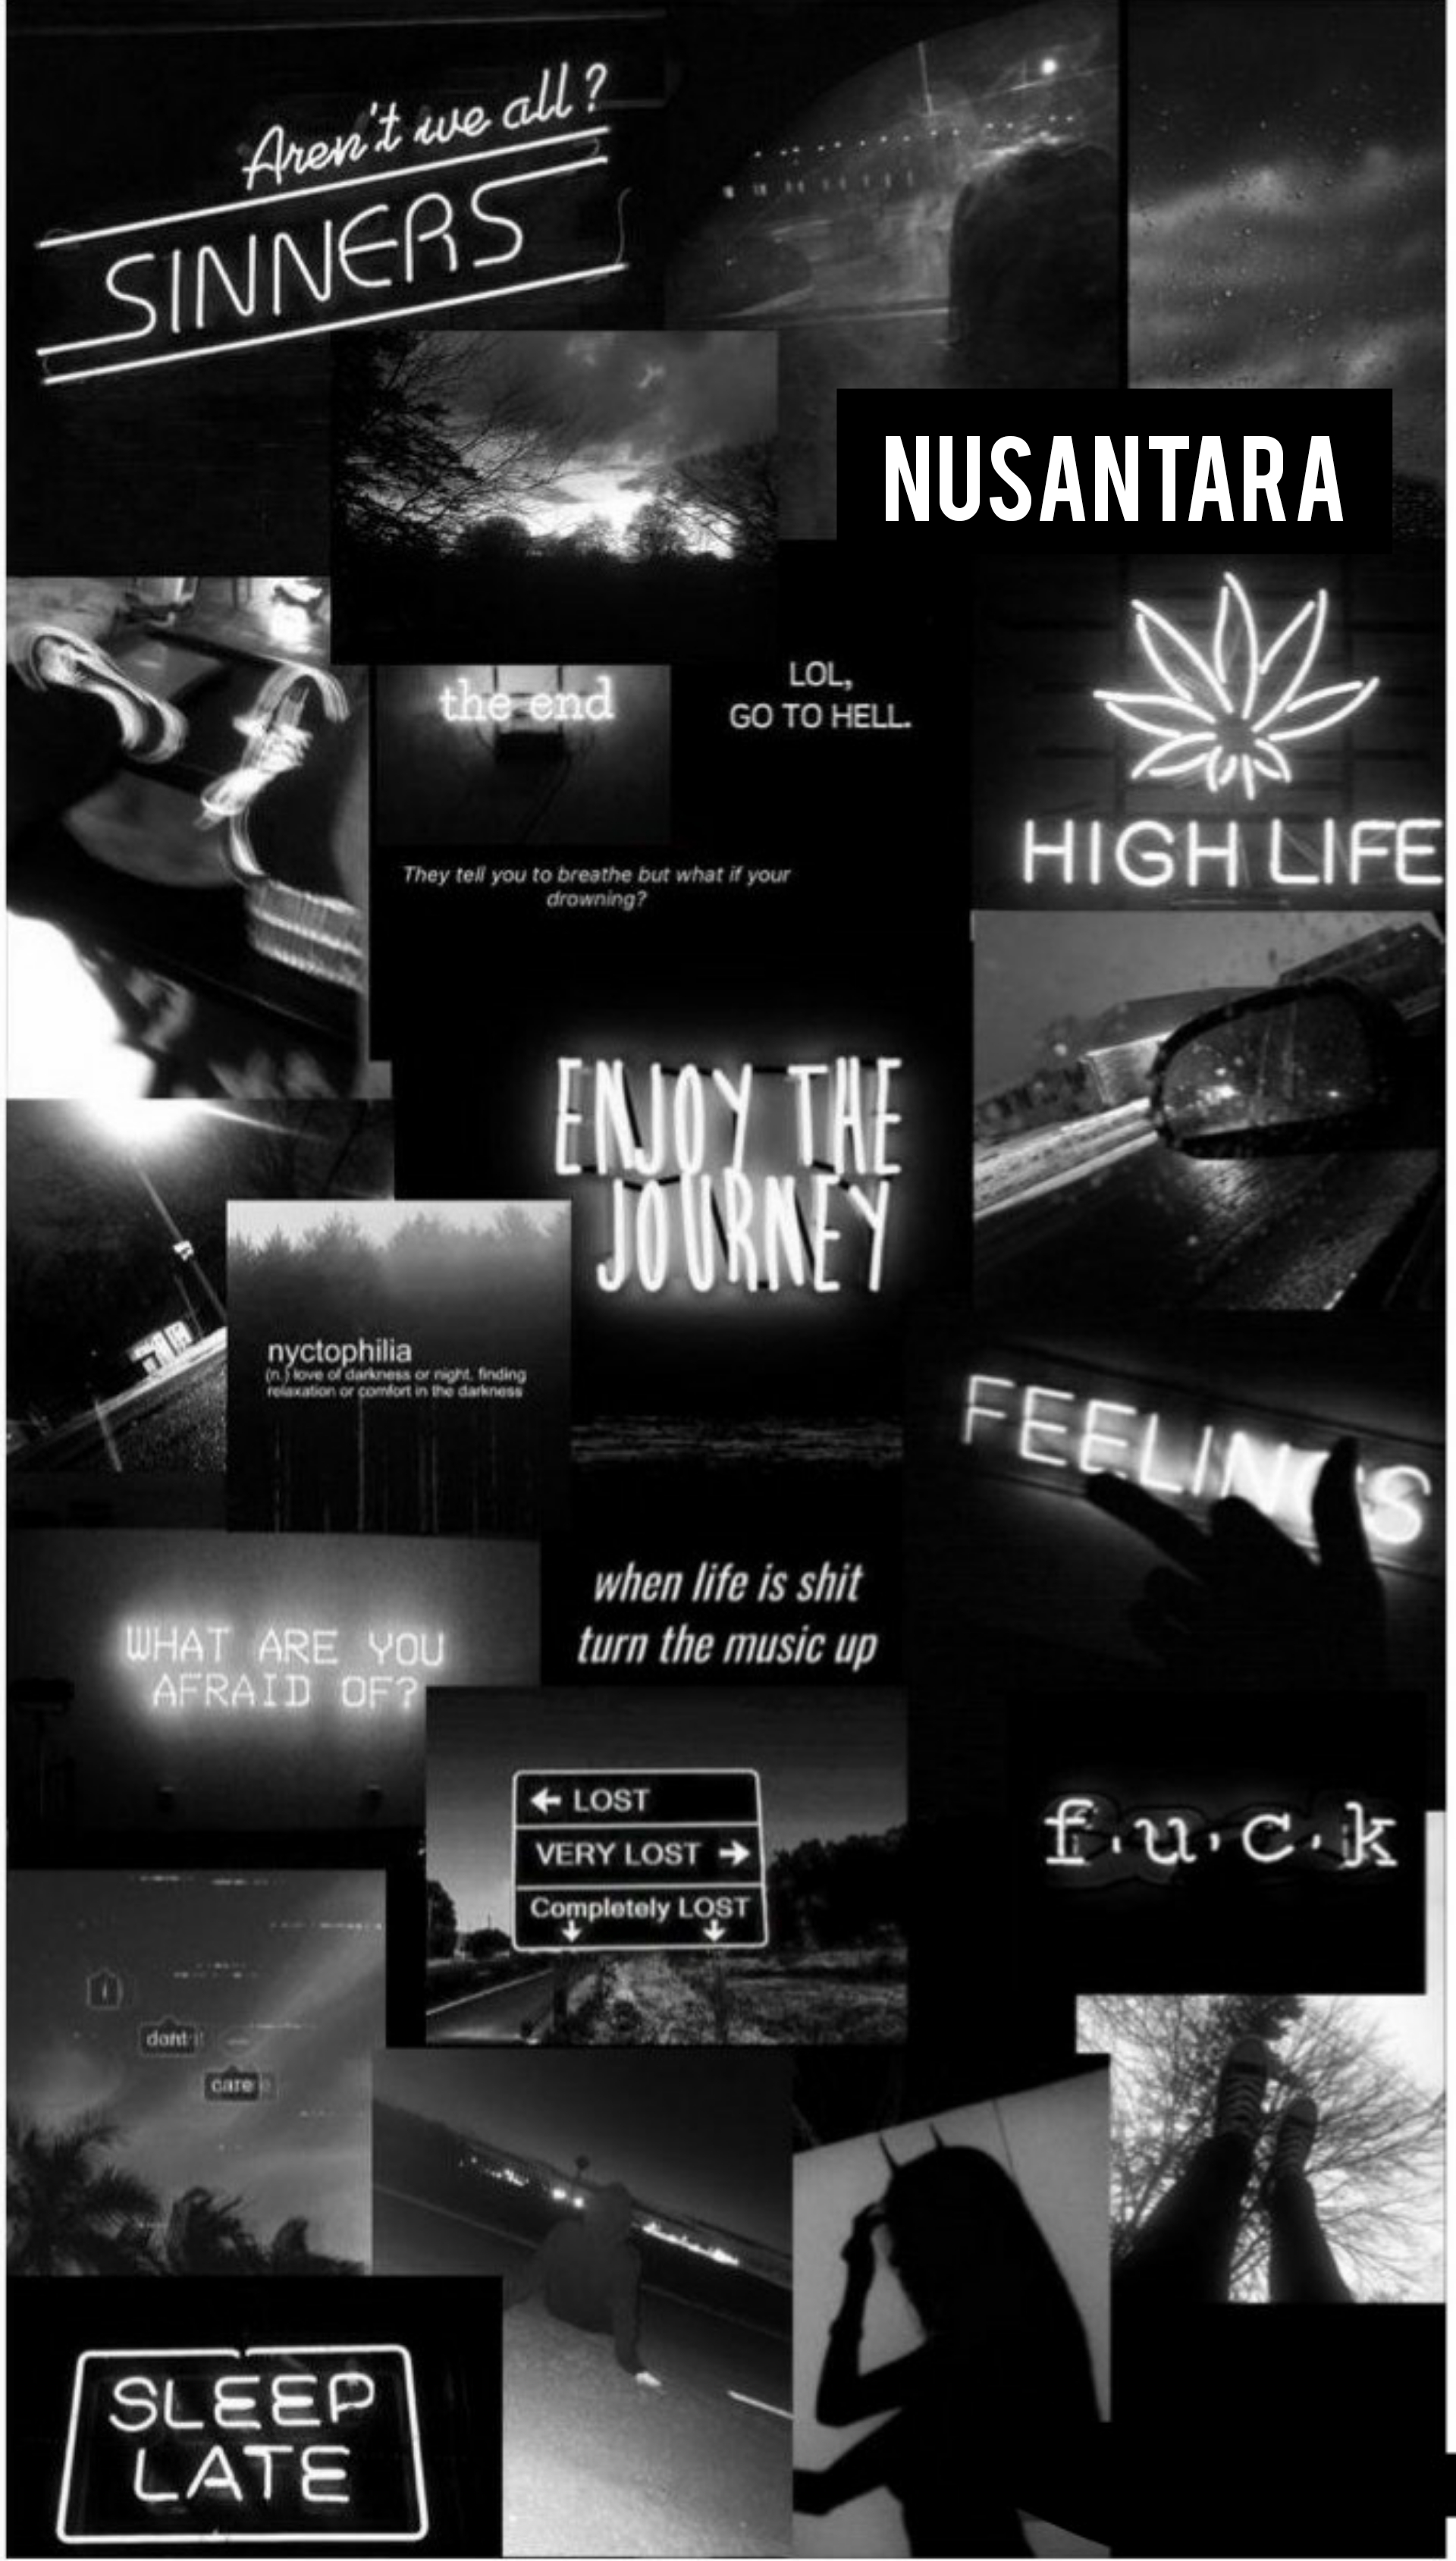 Aren't we all?
SINNERS
NUSANTARA
the end
LOL,
GO TO HELL.
HIGH LIFE
They tell you to breathe but what if your
drowning?
ENJOY THE
JOURNEY
nyctophilia
(n.) love of darkness or night, finding
relaxation or comfort in the darkness
FEELINGS
when life is shit
turn the music up
WHAT ARE YOU
AFRAID OF?
← LOST
VERY LOST →
Completely LOST
↓ ↓
f.u.c.k
i
dont
care
SLEEP
LATE